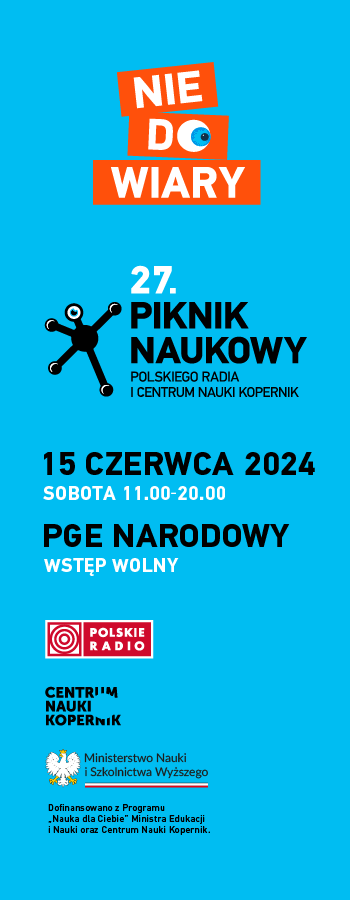 NIE
DO
WIARY
27.
PIKNIK
NAUKOWY
POLSKIEGO RADIA
I CENTRUM NAUKI KOPERNIK
15 CZERWCA 2024
SOBOTA 11.00-20.00
PGE NARODOWY
WSTĘP WOLNY
POLSKIE
RADIO
CENTRUM
NAUKI
KOPERNIK
Ministerstwo Nauki
i Szkolnictwa Wyższego
Dofinansowano z Programu
„Nauka dla Ciebie” Ministra Edukacji
i Nauki oraz Centrum Nauki Kopernik.